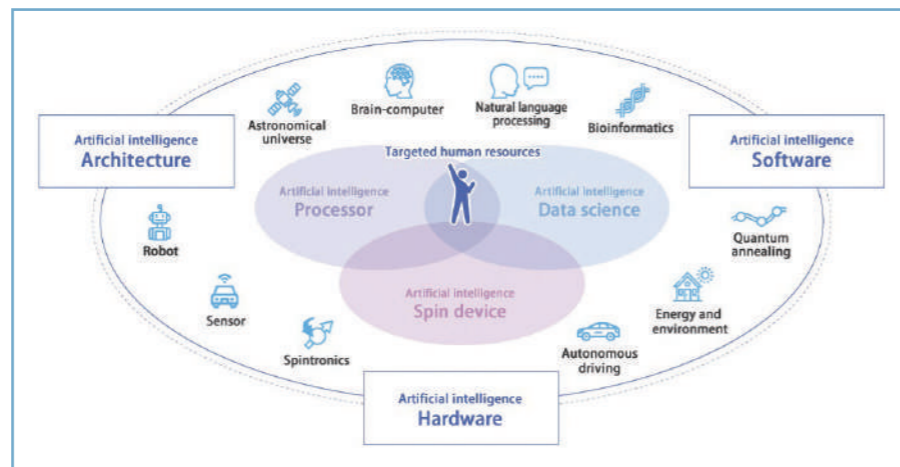 Brain-computer
Natural language
processing
Astronomical
universe
Bioinformatics
Artificial intelligence
Architecture
Targeted human resources
Artificial intelligence
Software
Artificial intelligence
Processor
Artificial intelligence
Data science
Robot
Quantum
annealing
Artificial intelligence
Spin device
Sensor
Energy and
environment
Spintronics
Autonomous
driving
Artificial intelligence
Hardware